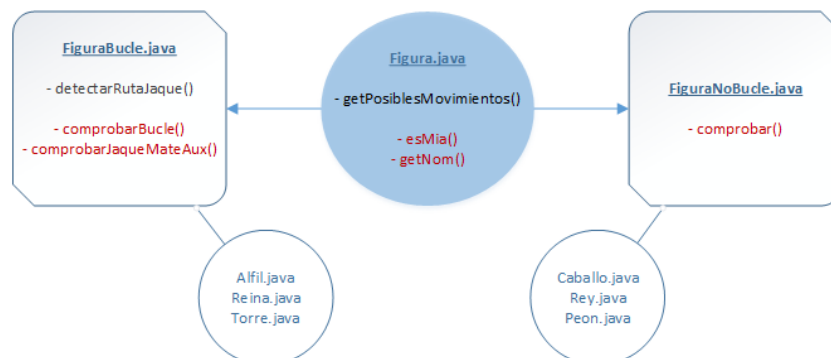 FiguraBucle.java
- detectarRutaJaque()
- comprobarBucle()
- comprobarJaqueMateAux()
Figura.java
- getPosiblesMovimientos()
- esMia()
- getNom()
FiguraNoBucle.java
- comprobar()
Alfil.java
Reina.java
Torre.java
Caballo.java
Rey.java
Peon.java